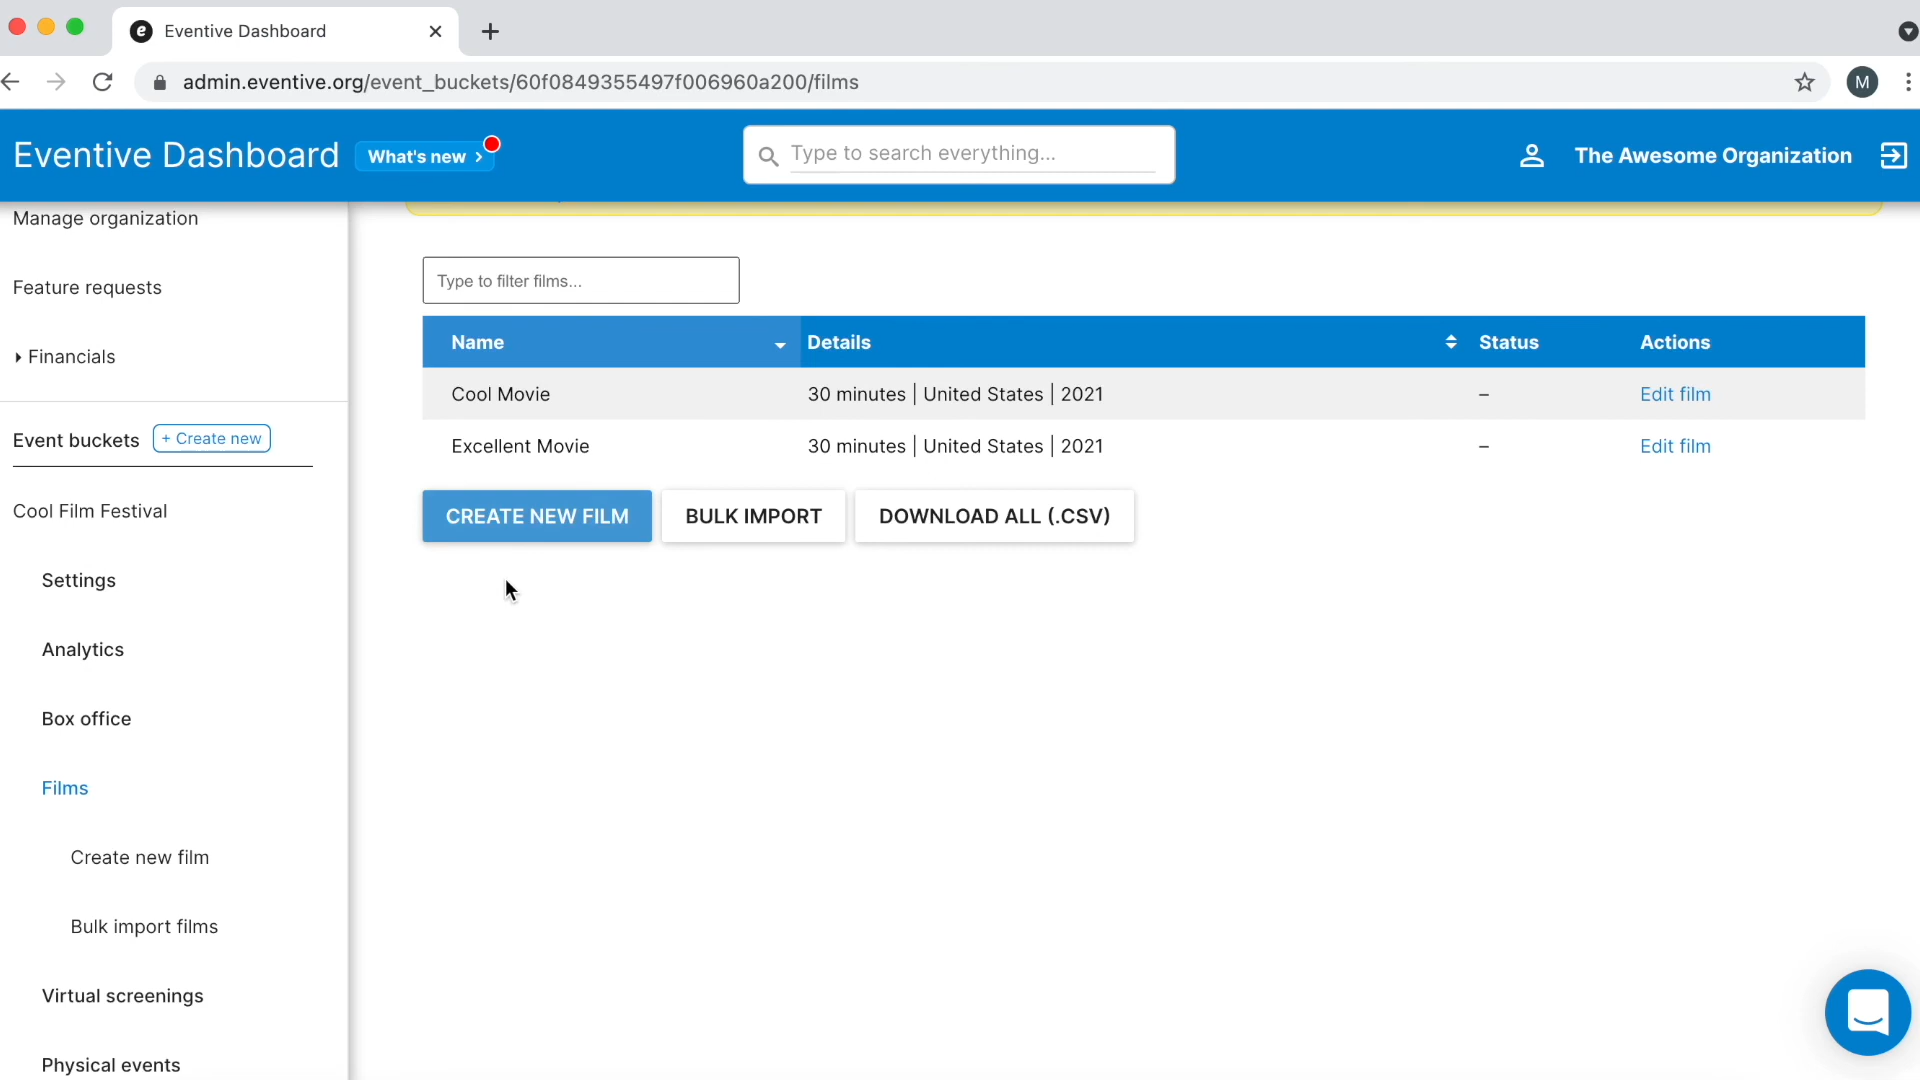 Eventive Dashboard
admin.eventive.org/event_buckets/60f0849355497f006960a200/films
M
Eventive Dashboard
What's new
Type to search everything...
The Awesome Organization
Manage organization
Feature requests
Financials
Event buckets
+ Create new
Cool Film Festival
Settings
Analytics
Box office
Films
Create new film
Bulk import films
Virtual screenings
Physical events
Type to filter films...
Name Details Status Actions
Cool Movie 30 minutes | United States | 2021 – Edit film
Excellent Movie 30 minutes | United States | 2021 – Edit film
CREATE NEW FILM BULK IMPORT DOWNLOAD ALL (.CSV)